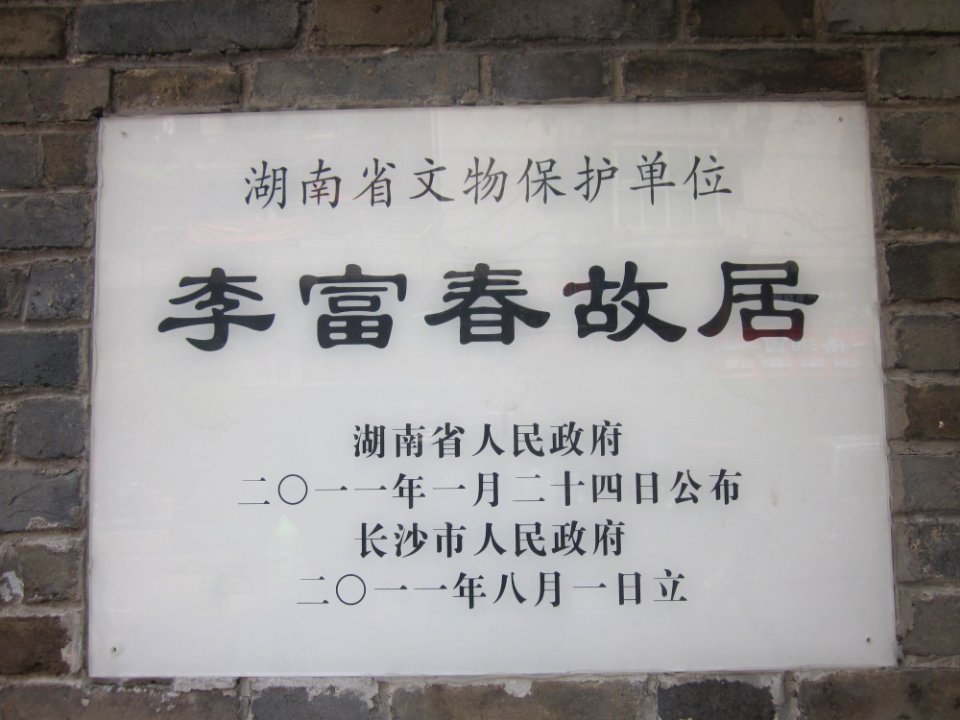 湖南省文物保护单位
李富春故居
湖南省人民政府
二〇一一年一月二十四日公布
长沙市人民政府
二〇一一年八月一日立